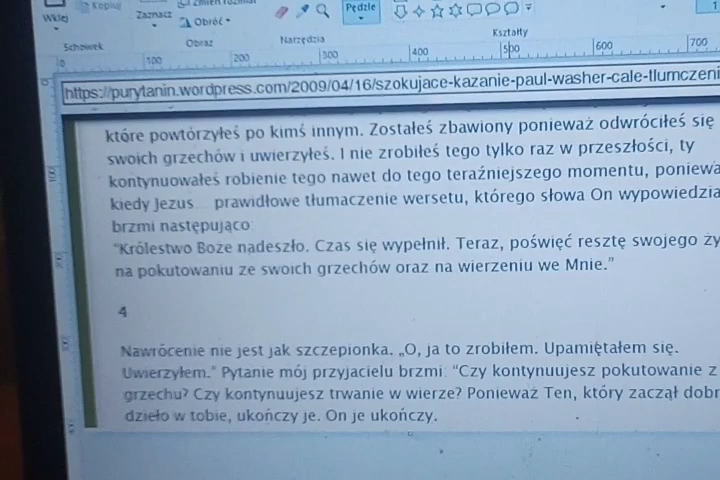 Wklej
Kopiuj
Zaznacz
Obróć
Schowek
Obraz
Narzędzia
Pędzle
Kształty
1
0 100 200 300 400 500 600 700
https://purytanin.wordpress.com/2009/04/16/szokujace-kazanie-paul-washer-cale-tlumczeni
które powtórzyłeś po kimś innym. Zostałeś zbawiony ponieważ odwróciłeś się
swoich grzechów i uwierzyłeś. I nie zrobiłeś tego tylko raz w przeszłości, ty
kontynuowałeś robienie tego nawet do tego teraźniejszego momentu, poniewa
kiedy Jezus... prawidłowe tłumaczenie wersetu, którego słowa On wypowiedzia
brzmi następująco:
“Królestwo Boże nadeszło. Czas się wypełnił. Teraz, poświęć resztę swojego ży
na pokutowaniu ze swoich grzechów oraz na wierzeniu we Mnie.”
4
Nawrócenie nie jest jak szczepionka. „O, ja to zrobiłem. Upamiętałem się.
Uwierzyłem.” Pytanie mój przyjacielu brzmi: “Czy kontynuujesz pokutowanie z
grzechu? Czy kontynuujesz trwanie w wierze? Ponieważ Ten, który zaczął dobr
dzieło w tobie, ukończy je. On je ukończy.